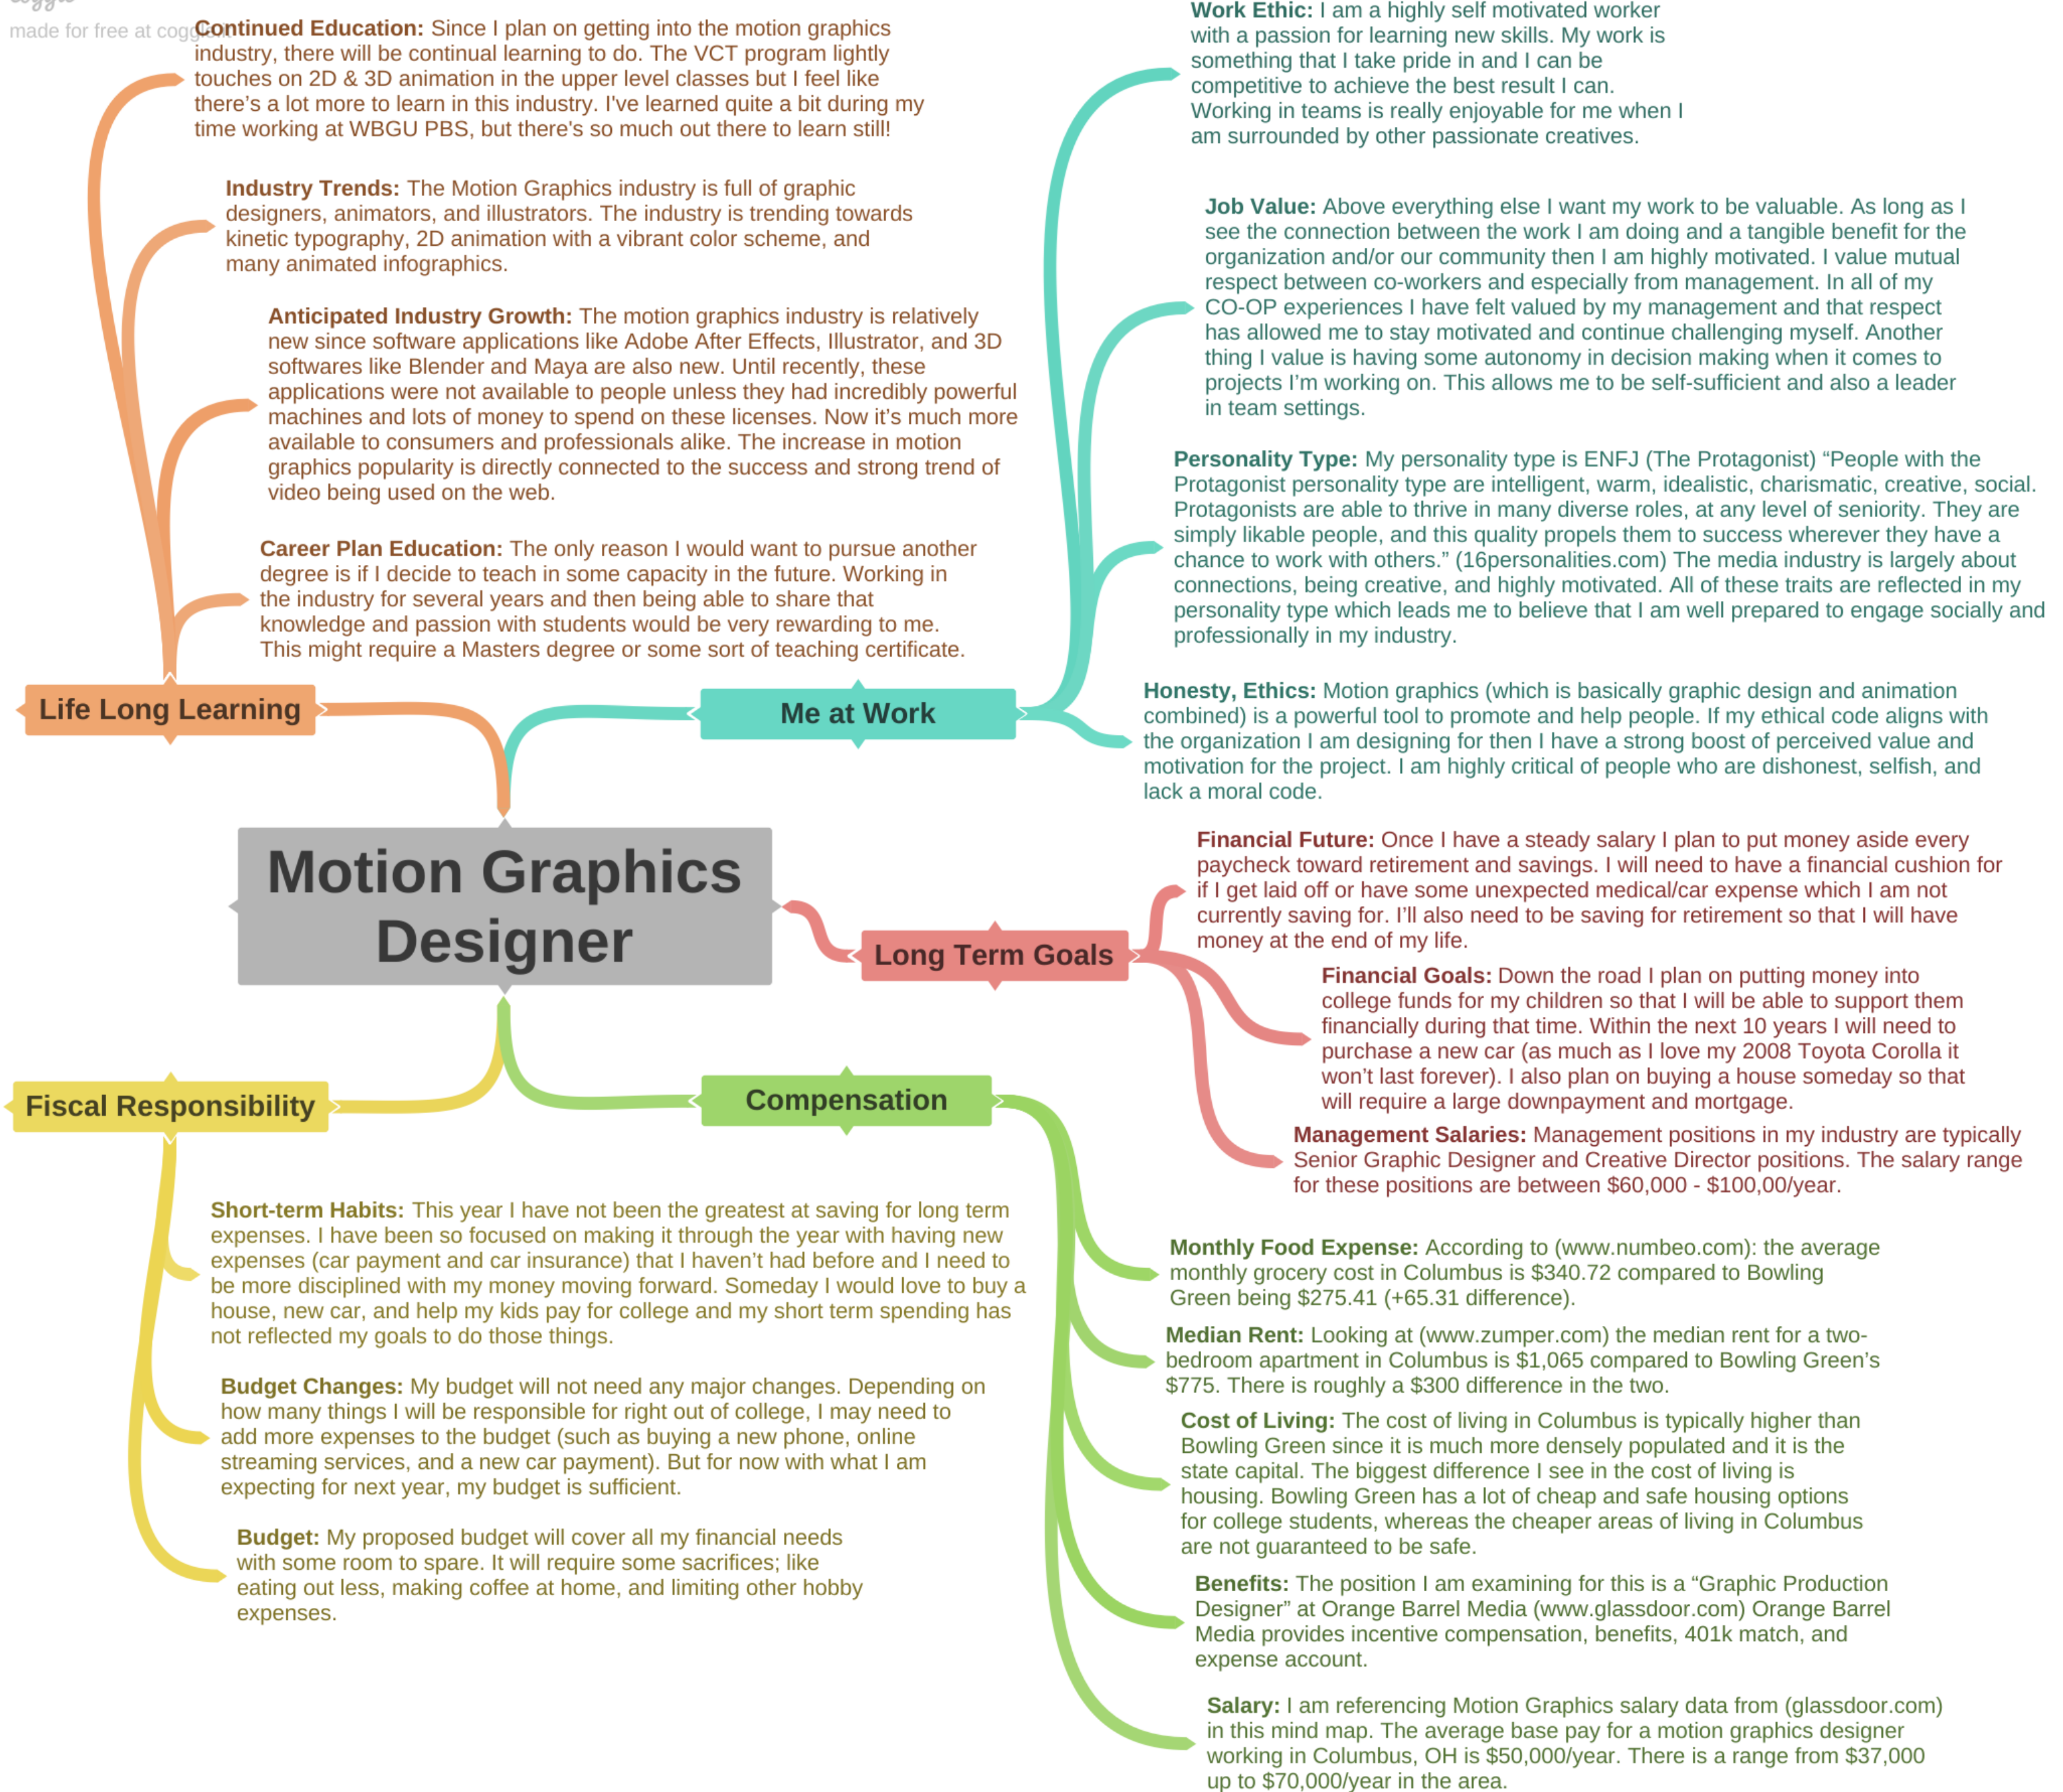 made for free at coggle.it
Continued Education: Since I plan on getting into the motion graphics
industry, there will be continual learning to do. The VCT program lightly
touches on 2D & 3D animation in the upper level classes but I feel like
there's a lot more to learn in this industry. I've learned quite a bit during my
time working at WBGU PBS, but there's so much out there to learn still!
Industry Trends: The Motion Graphics industry is full of graphic
designers, animators, and illustrators. The industry is trending towards
kinetic typography, 2D animation with a vibrant color scheme, and
many animated infographics.
Anticipated Industry Growth: The motion graphics industry is relatively
new since software applications like Adobe After Effects, Illustrator, and 3D
softwares like Blender and Maya are also new. Until recently, these
applications were not available to people unless they had incredibly powerful
machines and lots of money to spend on these licenses. Now it’s much more
available to consumers and professionals alike. The increase in motion
graphics popularity is directly connected to the success and strong trend of
video being used on the web.
Career Plan Education: The only reason I would want to pursue another
degree is if I decide to teach in some capacity in the future. Working in
the industry for several years and then being able to share that
knowledge and passion with students would be very rewarding to me.
This might require a Masters degree or some sort of teaching certificate.
Life Long Learning
Work Ethic: I am a highly self motivated worker
with a passion for learning new skills. My work is
something that I take pride in and I can be
competitive to achieve the best result I can.
Working in teams is really enjoyable for me when I
am surrounded by other passionate creatives.
Job Value: Above everything else I want my work to be valuable. As long as I
see the connection between the work I am doing and a tangible benefit for the
organization and/or our community then I am highly motivated. I value mutual
respect between co-workers and especially from management. In all of my
CO-OP experiences I have felt valued by my management and that respect
has allowed me to stay motivated and continue challenging myself. Another
thing I value is having some autonomy in decision making when it comes to
projects I’m working on. This allows me to be self-sufficient and also a leader
in team settings.
Personality Type: My personality type is ENFJ (The Protagonist) “People with the
Protagonist personality type are intelligent, warm, idealistic, charismatic, creative, social.
Protagonists are able to thrive in many diverse roles, at any level of seniority. They are
simply likable people, and this quality propels them to success wherever they have a
chance to work with others.” (16personalities.com) The media industry is largely about
connections, being creative, and highly motivated. All of these traits are reflected in my
personality type which leads me to believe that I am well prepared to engage socially and
professionally in my industry.
Me at Work
Honesty, Ethics: Motion graphics (which is basically graphic design and animation
combined) is a powerful tool to promote and help people. If my ethical code aligns with
the organization I am designing for then I have a strong boost of perceived value and
motivation for the project. I am highly critical of people who are dishonest, selfish, and
lack a moral code.
Motion Graphics
Designer
Financial Future: Once I have a steady salary I plan to put money aside every
paycheck toward retirement and savings. I will need to have a financial cushion for
if I get laid off or have some unexpected medical/car expense which I am not
currently saving for. I’ll also need to be saving for retirement so that I will have
money at the end of my life.
Long Term Goals
Financial Goals: Down the road I plan on putting money into
college funds for my children so that I will be able to support them
financially during that time. Within the next 10 years I will need to
purchase a new car (as much as I love my 2008 Toyota Corolla it
won’t last forever). I also plan on buying a house someday so that
will require a large downpayment and mortgage.
Management Salaries: Management positions in my industry are typically
Senior Graphic Designer and Creative Director positions. The salary range
for these positions are between $60,000 - $100,00/year.
Fiscal Responsibility
Short-term Habits: This year I have not been the greatest at saving for long term
expenses. I have been so focused on making it through the year with having new
expenses (car payment and car insurance) that I haven’t had before and I need to
be more disciplined with my money moving forward. Someday I would love to buy a
house, new car, and help my kids pay for college and my short term spending has
not reflected my goals to do those things.
Budget Changes: My budget will not need any major changes. Depending on
how many things I will be responsible for right out of college, I may need to
add more expenses to the budget (such as buying a new phone, online
streaming services, and a new car payment). But for now with what I am
expecting for next year, my budget is sufficient.
Budget: My proposed budget will cover all my financial needs
with some room to spare. It will require some sacrifices; like
eating out less, making coffee at home, and limiting other hobby
expenses.
Compensation
Monthly Food Expense: According to (www.numbeo.com): the average
monthly grocery cost in Columbus is $340.72 compared to Bowling
Green being $275.41 (+65.31 difference).
Median Rent: Looking at (www.zumper.com) the median rent for a two-
bedroom apartment in Columbus is $1,065 compared to Bowling Green’s
$775. There is roughly a $300 difference in the two.
Cost of Living: The cost of living in Columbus is typically higher than
Bowling Green since it is much more densely populated and it is the
state capital. The biggest difference I see in the cost of living is
housing. Bowling Green has a lot of cheap and safe housing options
for college students, whereas the cheaper areas of living in Columbus
are not guaranteed to be safe.
Benefits: The position I am examining for this is a “Graphic Production
Designer” at Orange Barrel Media (www.glassdoor.com) Orange Barrel
Media provides incentive compensation, benefits, 401k match, and
expense account.
Salary: I am referencing Motion Graphics salary data from (glassdoor.com)
in this mind map. The average base pay for a motion graphics designer
working in Columbus, OH is $50,000/year. There is a range from $37,000
up to $70,000/year in the area.